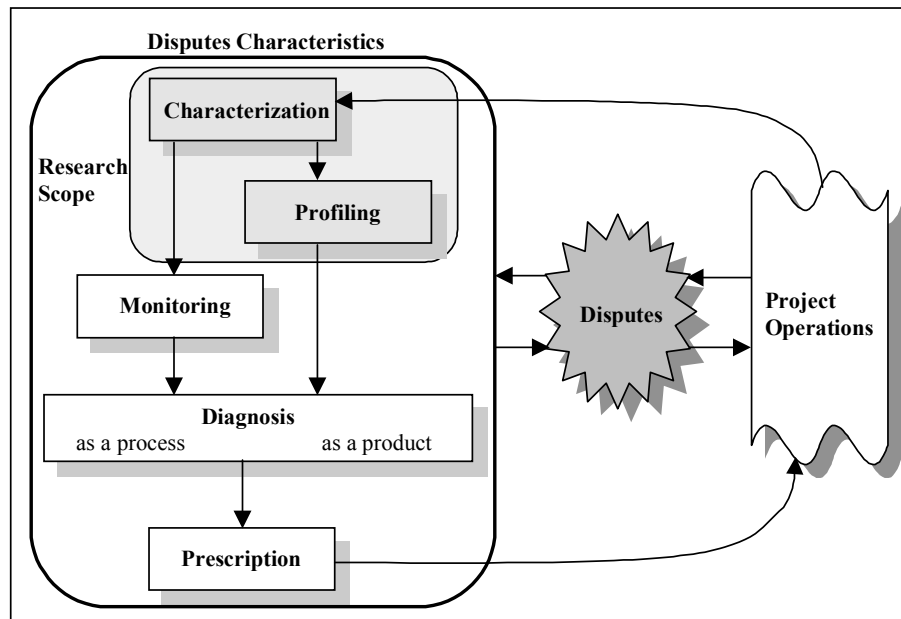 Disputes Characteristics
Characterization
Research
Scope
Profiling
Monitoring
Disputes
Project
Operations
Diagnosis
as a process as a product
Prescription